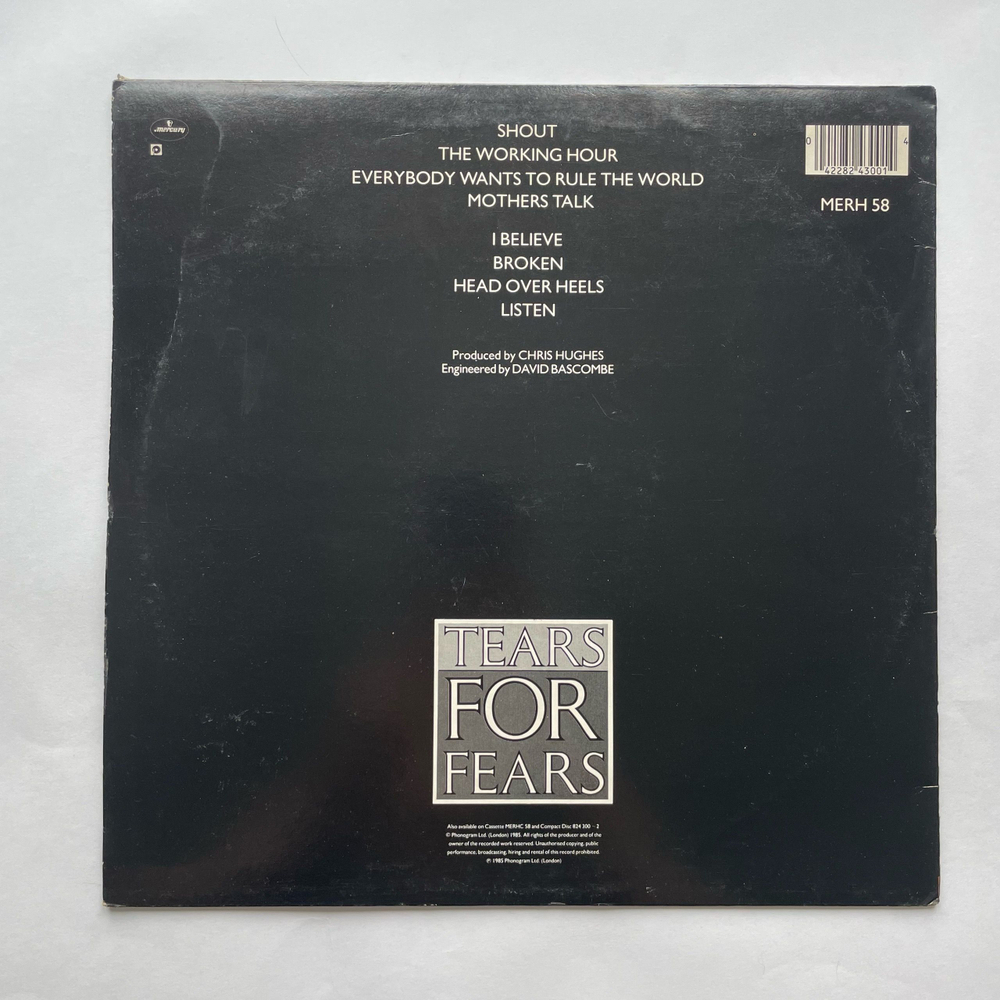 mercury
SHOUT
THE WORKING HOUR
EVERYBODY WANTS TO RULE THE WORLD
MOTHERS TALK
I BELIEVE
BROKEN
HEAD OVER HEELS
LISTEN
Produced by CHRIS HUGHES
Engineered by DAVID BASCOMBE
0 42282 43001 4
MERH 58
TEARS
FOR
FEARS
Also available on Cassette MERHC 58 and Compact Disc 824 300 - 2
© Phonogram Ltd. (London) 1985. All rights of the producer and of the
owner of the recorded work reserved. Unauthorised copying, public
performance, broadcasting, hiring and rental of this record prohibited.
℗ 1985 Phonogram Ltd. (London)